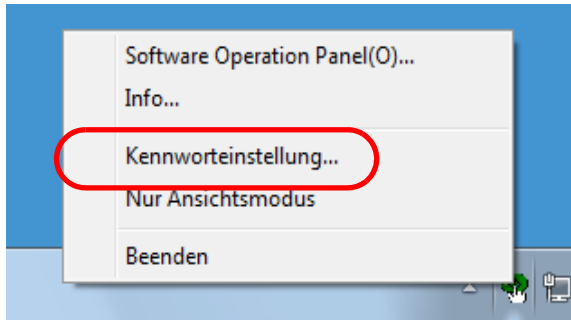 Software Operation Panel(O)...
Info...
Kennworteinstellung...
Nur Ansichtsmodus
Beenden